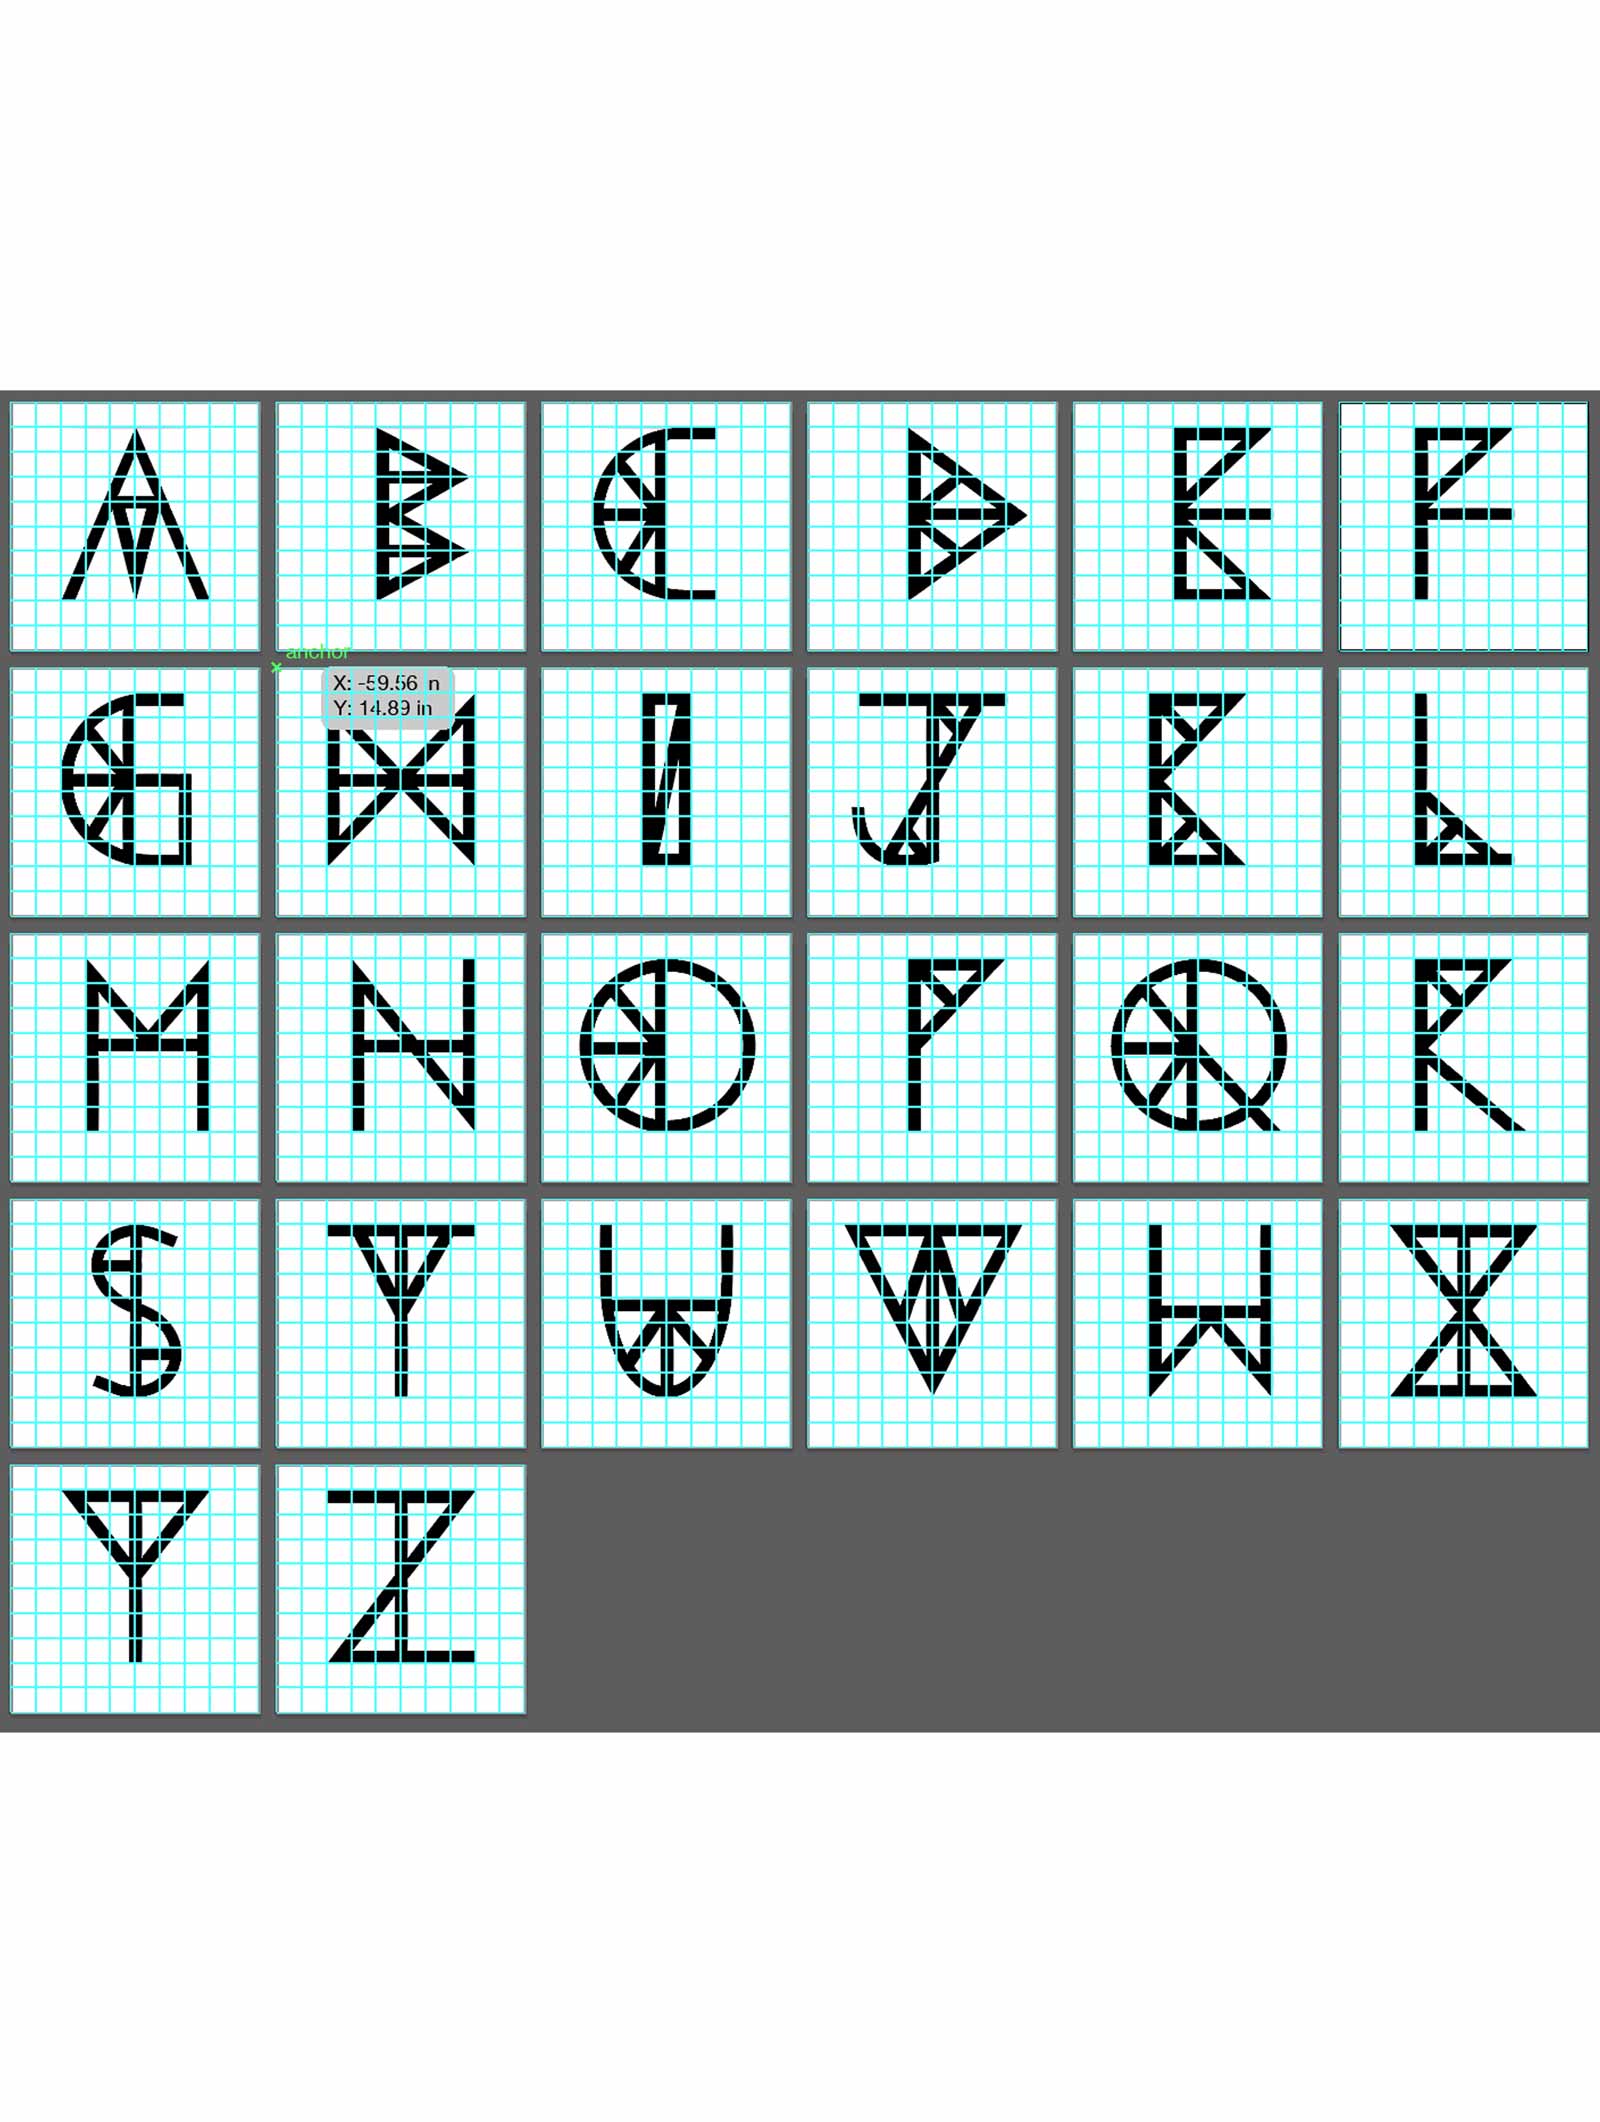 A B C D E F
anchor
X: -59.56 in
Y: 14.89 in
G H I J K L
M N O P Q R
S T U V W X
Y Z